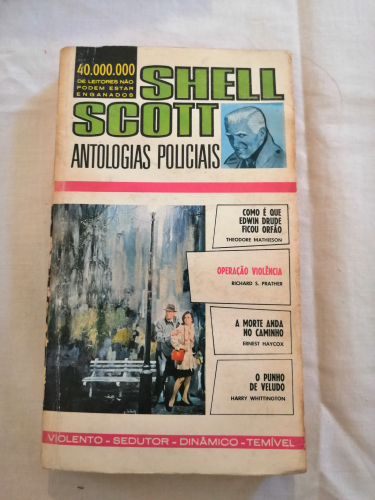 40.000.000
DE LEITORES NÃO
PODEM ESTAR
ENGANADOS
SHELL
SCOTT
ANTOLOGIAS POLICIAIS
COMO É QUE
EDWIN DRUDE
FICOU ORFÃO
THEODORE MATHESON
OPERAÇÃO VIOLÊNCIA
RICHARD S. PRATHER
A MORTE ANDA
NO CAMINHO
ERNEST HAYCOX
O PUNHO
DE VELUDO
HARRY WHITTINGTON
VIOLENTO - SEDUTOR - DINÂMICO - TEMÍVEL